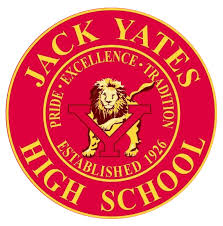 JACK YATES
HIGH SCHOOL
PRIDE · EXCELLENCE · TRADITION
ESTABLISHED 1926
Y